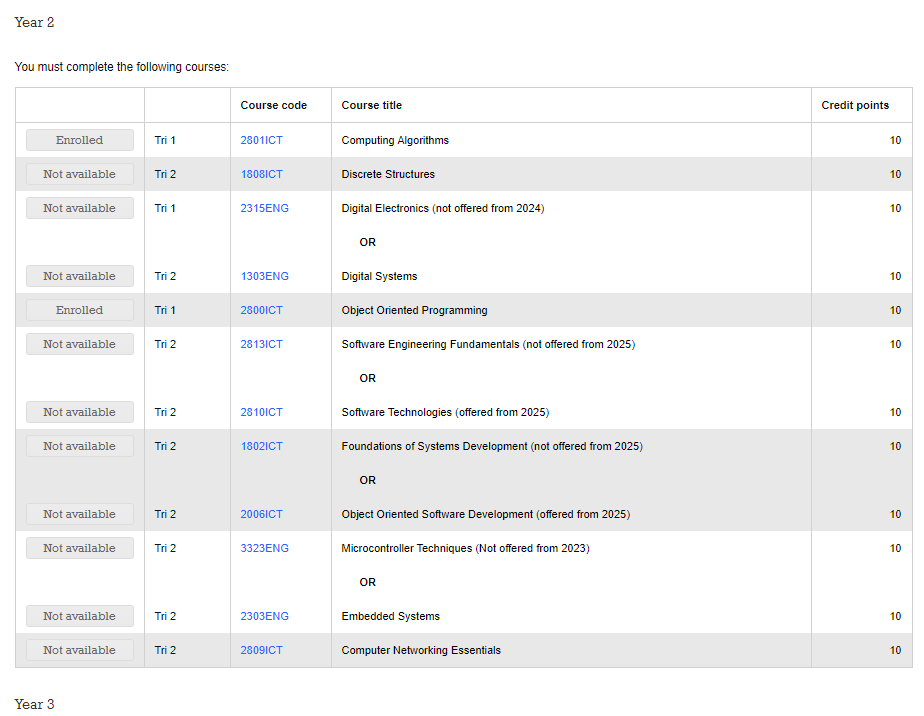 Year 2
You must complete the following courses:
Course code Course title Credit points
Enrolled Tri 1 2801ICT Computing Algorithms 10
Not available Tri 2 1808ICT Discrete Structures 10
Not available Tri 1 2315ENG Digital Electronics (not offered from 2024) 10
OR
Not available Tri 2 1303ENG Digital Systems 10
Enrolled Tri 1 2800ICT Object Oriented Programming 10
Not available Tri 2 2813ICT Software Engineering Fundamentals (not offered from 2025) 10
OR
Not available Tri 2 2810ICT Software Technologies (offered from 2025) 10
Not available Tri 2 1802ICT Foundations of Systems Development (not offered from 2025) 10
OR
Not available Tri 2 2006ICT Object Oriented Software Development (offered from 2025) 10
Not available Tri 2 3323ENG Microcontroller Techniques (Not offered from 2023) 10
OR
Not available Tri 2 2303ENG Embedded Systems 10
Not available Tri 2 2809ICT Computer Networking Essentials 10
Year 3